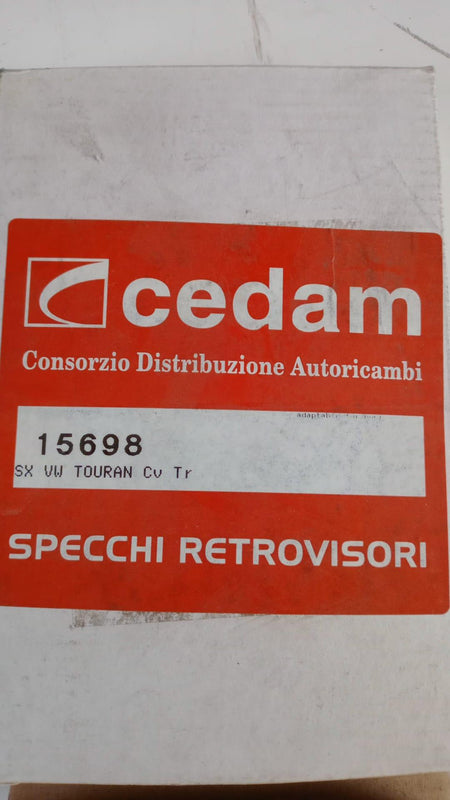 cedam
Consorzio Distribuzione Autoricambi
15698
SX VW TOURAN Cv Tr
SPECCHI RETROVISORI